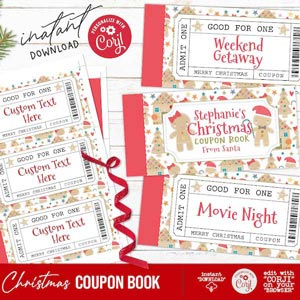 instant
DOWNLOAD
PERSONALIZE WITH
Corjl
ADMIT ONE
GOOD FOR ONE
Weekend
Getaway
MERRY CHRISTMAS
COUPON
GOOD FOR ONE
Custom Text
Here
MERRY CHRISTMAS
COUPON
ADMIT ONE
GOOD FOR ONE
Custom Text
Here
MERRY CHRISTMAS
COUPON
ADMIT ONE
GOOD FOR ONE
Custom Text
Here
MERRY CHRISTMAS
COUPON
Stephanie's
Christmas
COUPON BOOK
From Santa
ADMIT ONE
GOOD FOR ONE
Movie Night
MERRY CHRISTMAS
COUPON
Christmas COUPON BOOK
instant
"DOWNLOAD"
Corjl
edit with
"CORJL"
on your
"BROWSER"